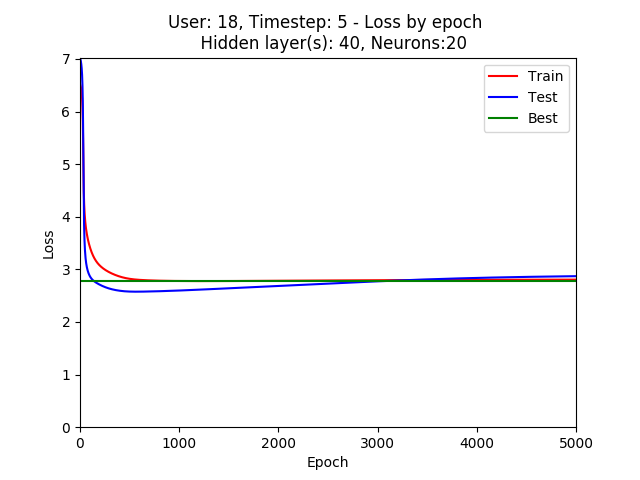 User: 18, Timestep: 5 - Loss by epoch
Hidden layer(s): 40, Neurons:20
Train
Test
Best
7
6
5
4
3
2
1
0
Loss
0 1000 2000 3000 4000 5000
Epoch